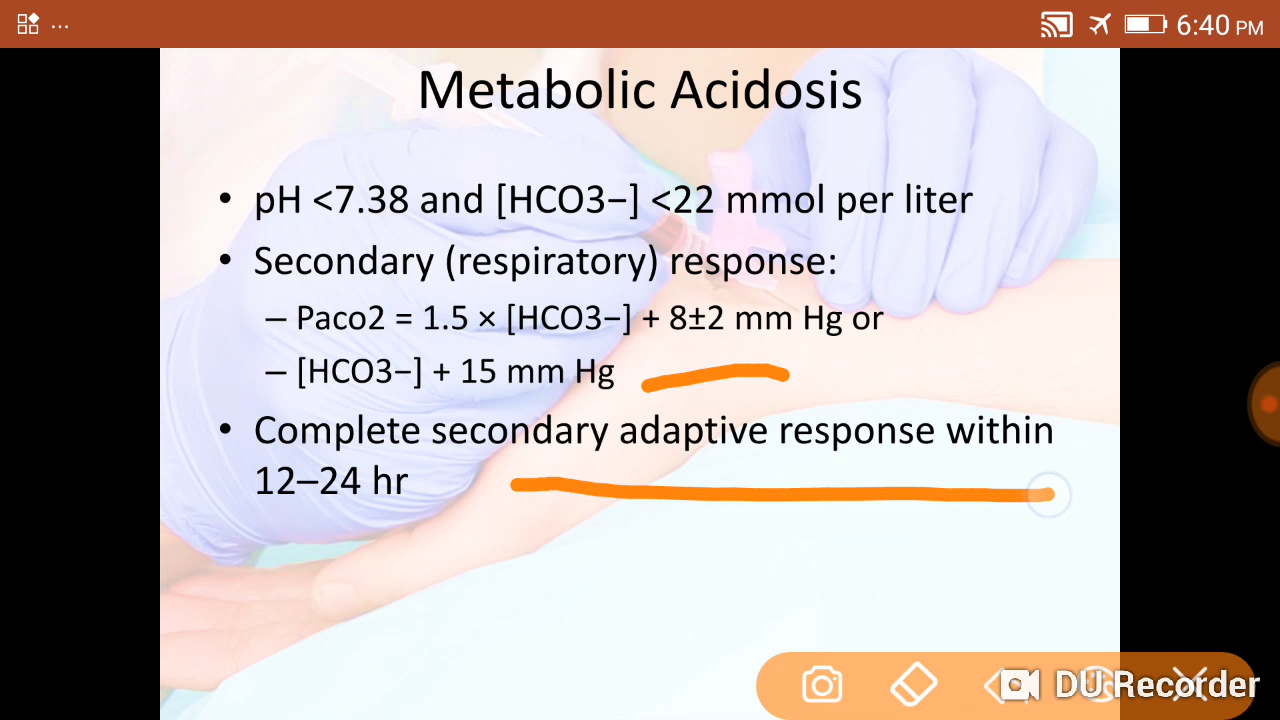 ... 6:40 PM
Metabolic Acidosis
• pH <7.38 and [HCO3−] <22 mmol per liter
• Secondary (respiratory) response:
– Paco2 = 1.5 × [HCO3−] + 8±2 mm Hg or
– [HCO3−] + 15 mm Hg
• Complete secondary adaptive response within
12–24 hr
DU Recorder